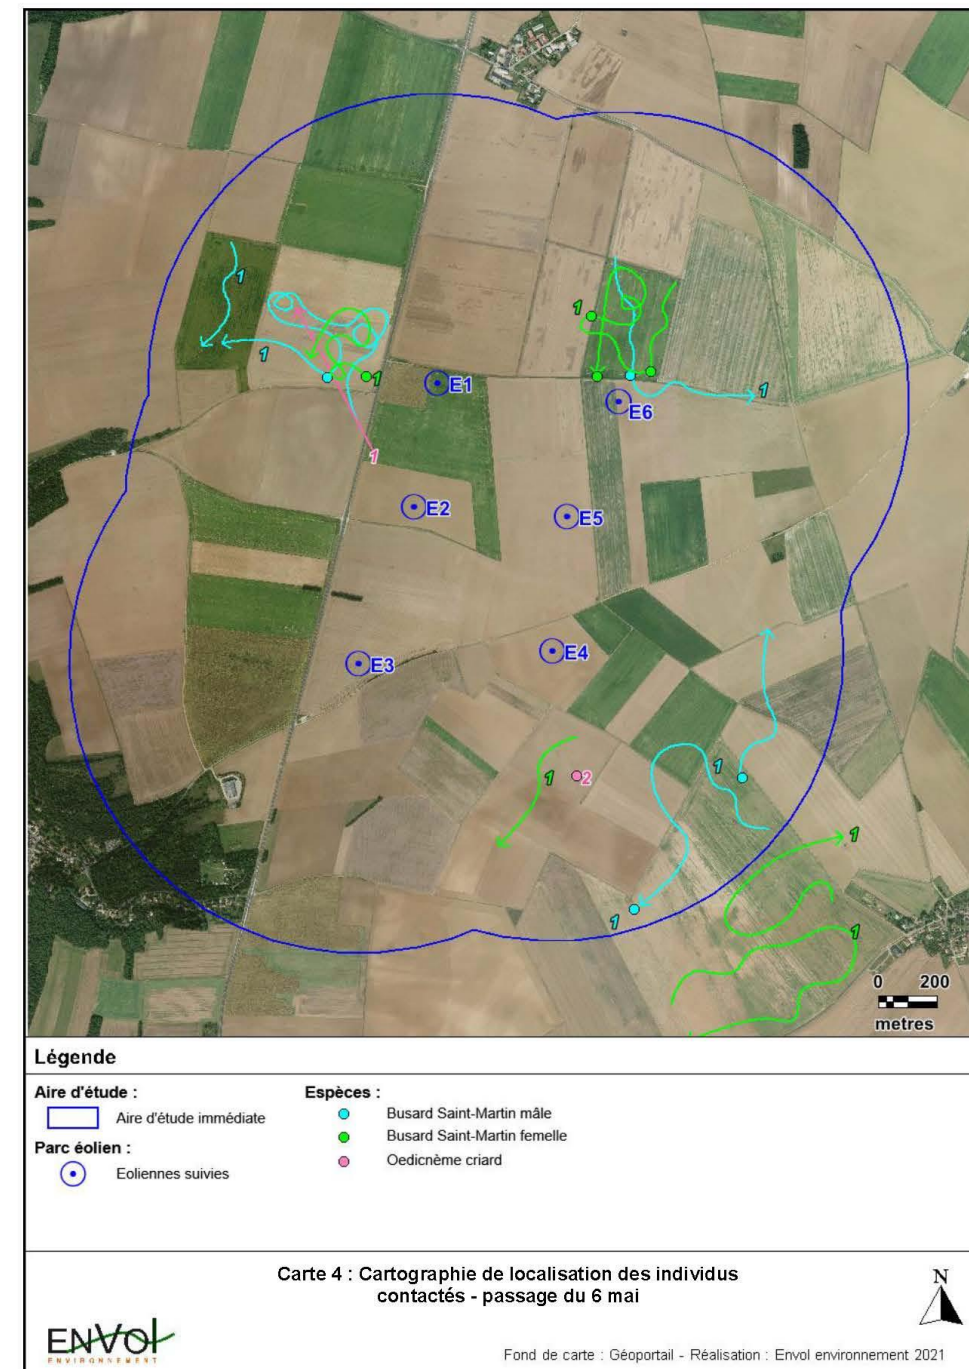 1
1
1
1
1
E1
1
E6
1
E2
E5
E3
E4
1
1
2
1
1
1
0 200
metres
Légende
Aire d'étude :
Aire d'étude immédiate
Parc éolien :
Eoliennes suivies
Espèces :
Busard Saint-Martin mâle
Busard Saint-Martin femelle
Oedicnème criard
Carte 4 : Cartographie de localisation des individus
contactés - passage du 6 mai
N
ENVOl
ENVIRONNEMENT
Fond de carte : Géoportail - Réalisation : Envol environnement 2021